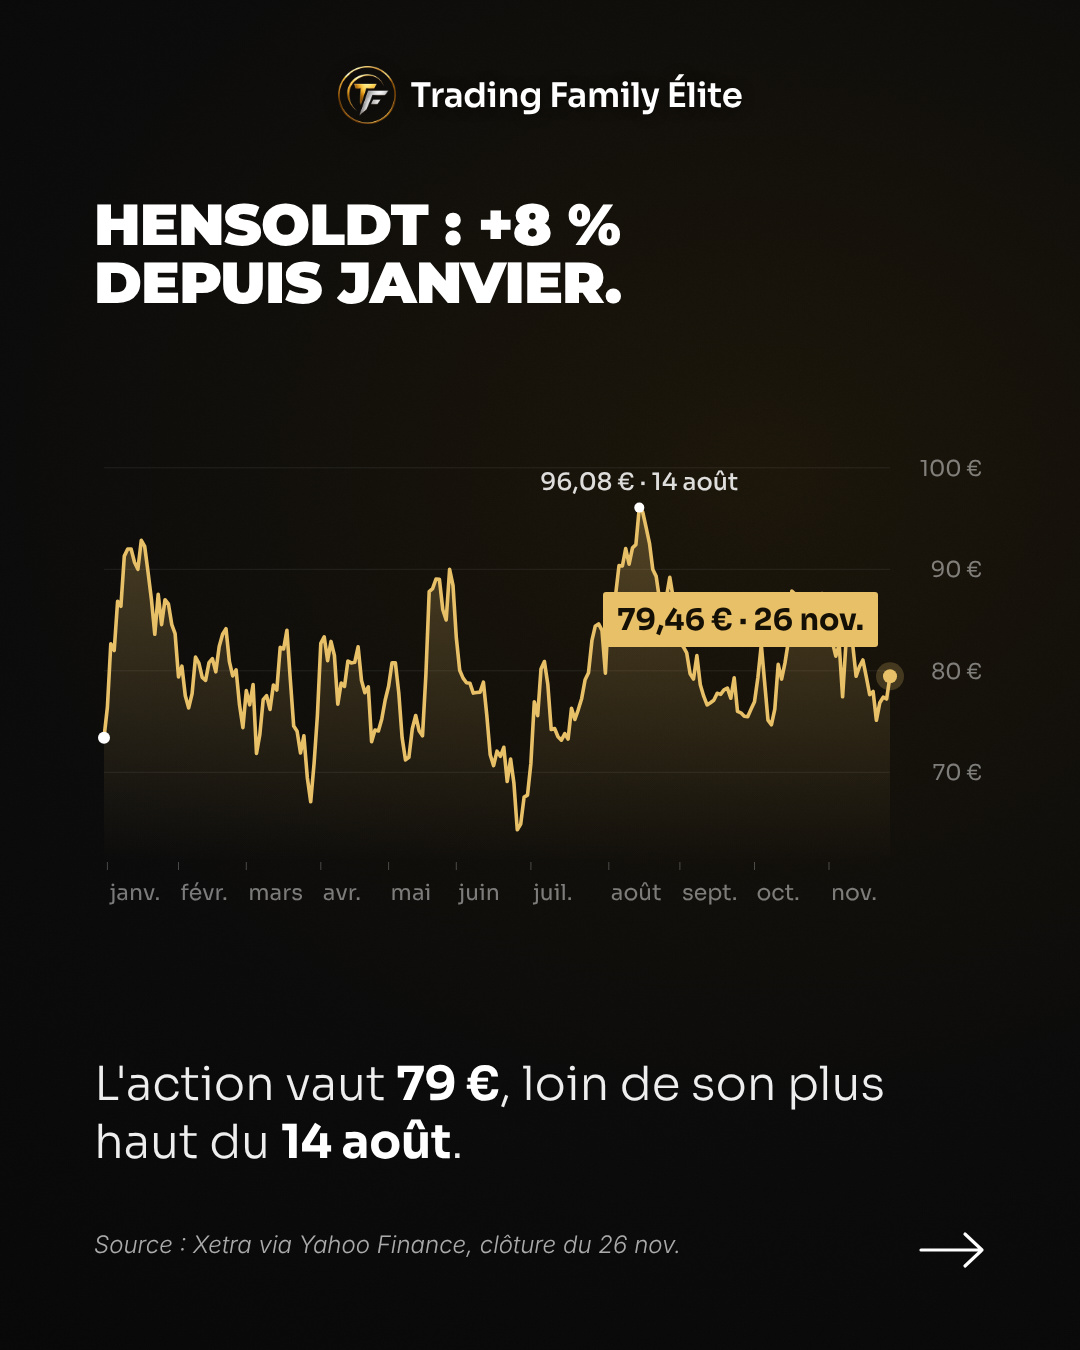 TF Trading Family Élite
HENSOLDT : +8 %
DEPUIS JANVIER.
100 €
96,08 € · 14 août
90 €
79,46 € · 26 nov.
80 €
70 €
janv. févr. mars avr. mai juin juil. août sept. oct. nov.
L'action vaut 79 €, loin de son plus
haut du 14 août.
Source : Xetra via Yahoo Finance, clôture du 26 nov.